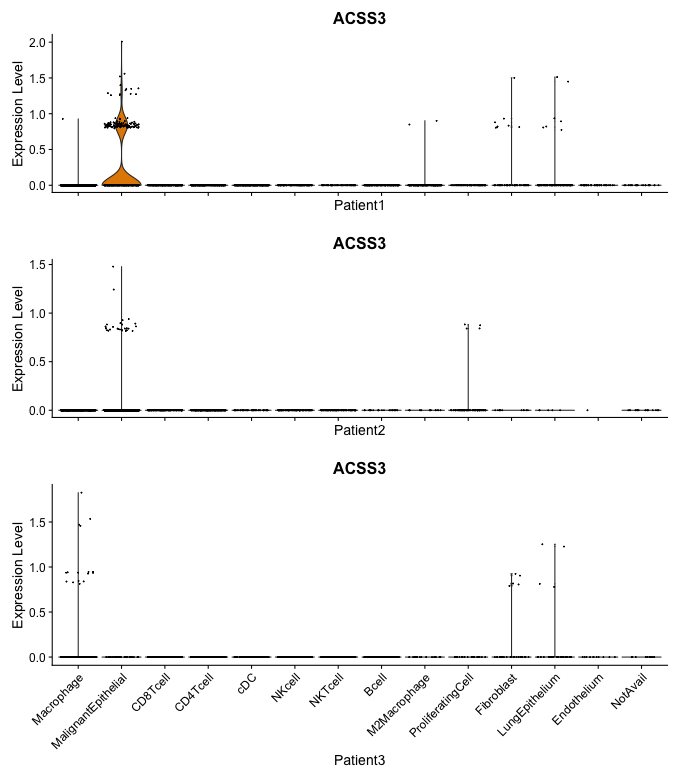 ACSS3
Expression Level
2.0
1.5
1.0
0.5
0.0
Patient1
ACSS3
Expression Level
1.5
1.0
0.5
0.0
Patient2
ACSS3
Expression Level
1.5
1.0
0.5
0.0
Macrophage
MalignantEpithelial
CD8Tcell
CD4Tcell
cDC
NKcell
NKTcell
Bcell
M2Macrophage
ProliferatingCell
Fibroblast
LungEpithelium
Endothelium
NotAvail
Patient3